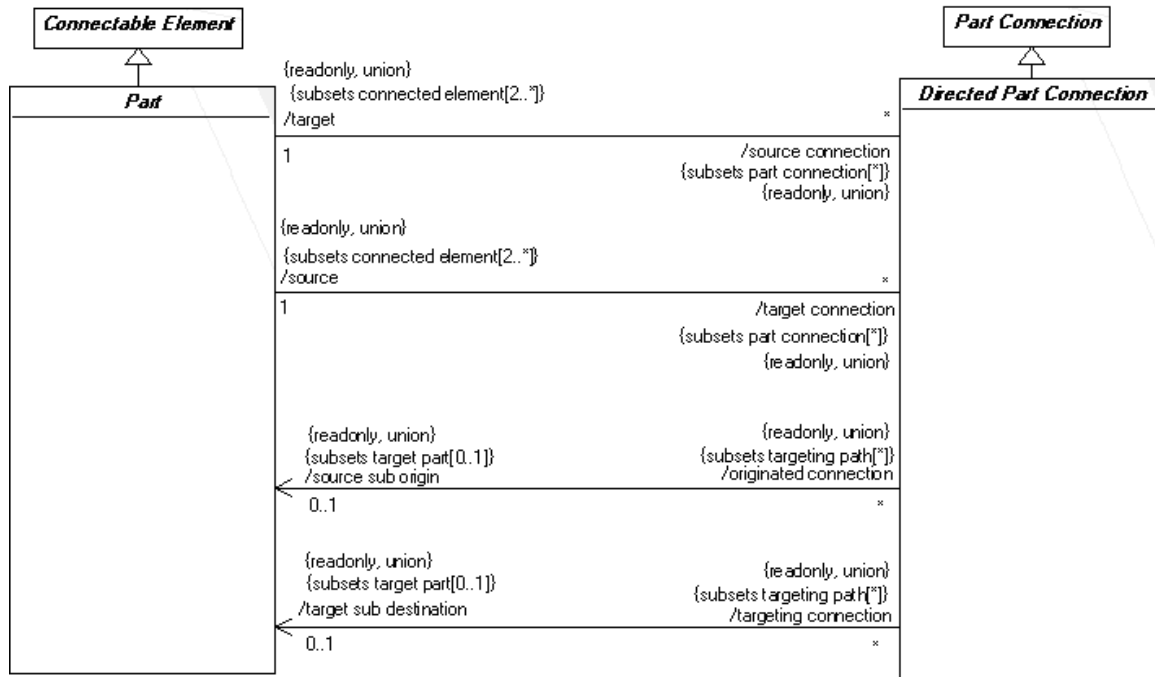 Connectable Element
Part Connection
Part
Directed Part Connection
{readonly, union}
{subsets connected element[2..*]}
/target
*
1
/source connection
{subsets part connection[*]}
{readonly, union}
{readonly, union}
{subsets connected element[2..*]}
/source
*
1
/target connection
{subsets part connection[*]}
{readonly, union}
{readonly, union}
{subsets target part[0..1]}
/source sub origin
{readonly, union}
{subsets targeting path[*]}
/originated connection
0..1
*
{readonly, union}
{subsets target part[0..1]}
/target sub destination
{readonly, union}
{subsets targeting path[*]}
/targeting connection
0..1
*